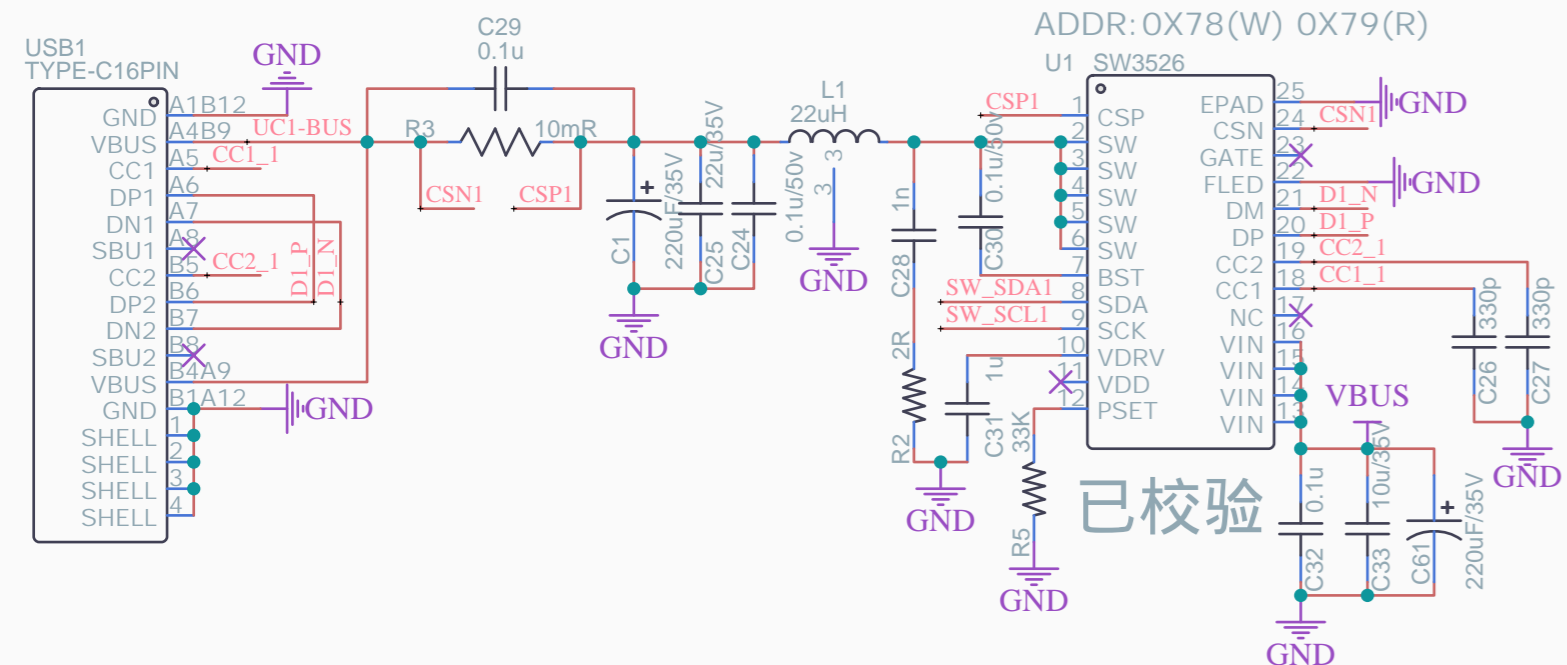 ADDR:0X78(W) 0X79(R)
USB1
TYPE-C16PIN
GND
A1B12
VBUS
A4B9
CC1
A5
DP1
A6
DN1
A7
SBU1
A8
CC2
B5
DP2
B6
DN2
B7
SBU2
B8
VBUS
B4A9
GND
B1A12
SHELL
1
SHELL
2
SHELL
3
SHELL
4
GND
UC1-BUS
CC1_1
CC2_1
D1_P
D1_N
GND
C29
0.1u
R3
10mR
CSN1
CSP1
C1
220uF/35V
C25
22u/35V
C24
0.1u/50v
GND
L1
22uH
3
3
GND
C28
1n
C30
0.1u/50v
R2
2R
C31
1u
GND
R5
33K
GND
CSP1
SW_SDA1
SW_SCL1
U1
SW3526
1
CSP
2
SW
3
SW
4
SW
5
SW
6
SW
7
BST
8
SDA
9
SCK
10
VDRV
11
VDD
12
PSET
EPAD
25
CSN
24
GATE
23
FLED
22
DM
21
DP
20
CC2
19
CC1
18
NC
17
VIN
16
VIN
15
VIN
14
VIN
13
GND
CSN1
GND
D1_N
D1_P
CC2_1
CC1_1
C26
330p
C27
330p
GND
VBUS
C32
0.1u
C33
10u/35V
C61
220uF/35V
GND
已校验